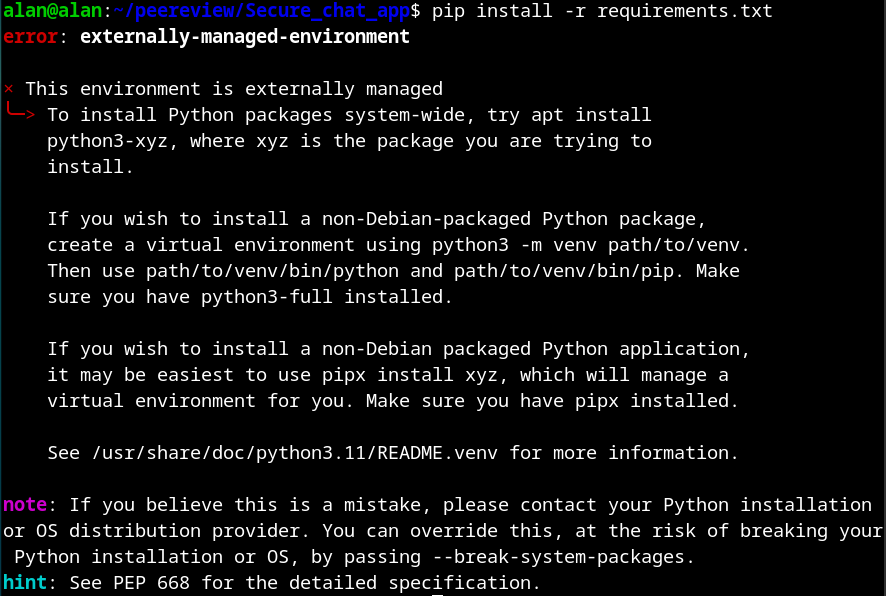 alan@alan:~/peereview/Secure_chat_app$ pip install -r requirements.txt
error: externally-managed-environment
× This environment is externally managed
╰─> To install Python packages system-wide, try apt install
python3-xyz, where xyz is the package you are trying to
install.
If you wish to install a non-Debian-packaged Python package,
create a virtual environment using python3 -m venv path/to/venv.
Then use path/to/venv/bin/python and path/to/venv/bin/pip. Make
sure you have python3-full installed.
If you wish to install a non-Debian packaged Python application,
it may be easiest to use pipx install xyz, which will manage a
virtual environment for you. Make sure you have pipx installed.
See /usr/share/doc/python3.11/README.venv for more information.
note: If you believe this is a mistake, please contact your Python installation
or OS distribution provider. You can override this, at the risk of breaking your
Python installation or OS, by passing --break-system-packages.
hint: See PEP 668 for the detailed specification.